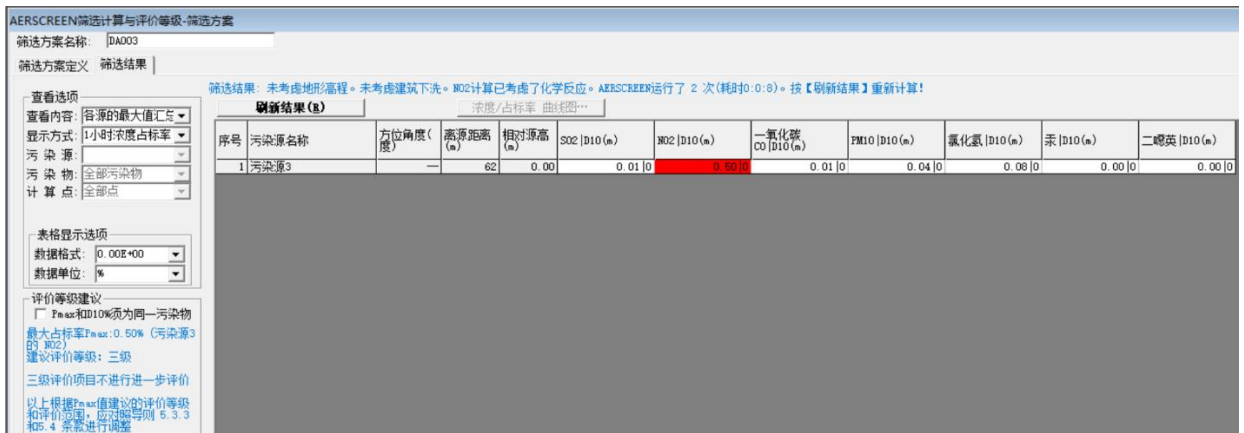 AERSCREEN筛选计算与评价等级-筛选方案
筛选方案名称: DA003
筛选方案定义 筛选结果
筛选结果: 未考虑地形高程。未考虑建筑下洗。NO2计算已考虑了化学反应。AERSCREEN运行了 2 次(耗时0:0:8)。按【刷新结果】重新计算!
刷新结果(R) 浓度/占标率 曲线图…
查看选项
查看内容: 各源的最大值汇总
显示方式: 1小时浓度占标率
污 染 源:
污 染 物: 全部污染物
计 算 点: 全部点
序号 污染源名称 方位角度(度) 离源距离(m) 相对源高(m) SO2|D10(m) NO2|D10(m) 一氧化碳CO|D10(m) PM10|D10(m) 氯化氢|D10(m) 汞|D10(m) 二噁英|D10(m)
1 污染源3 — 62 0.00 0.01|0 0.50|0 0.01|0 0.04|0 0.08|0 0.00|0 0.00|0
表格显示选项
数据格式: 0.00E+00
数据单位: %
评价等级建议
Pmax和D10%须为同一污染物
最大占标率Pmax:0.50% (污染源3
的 NO2)
建议评价等级: 三级
三级评价项目不进行进一步评价
以上根据Pmax值建议的评价等级
和评价范围，应对照导则 5.3.3
和5.4 条款进行调整